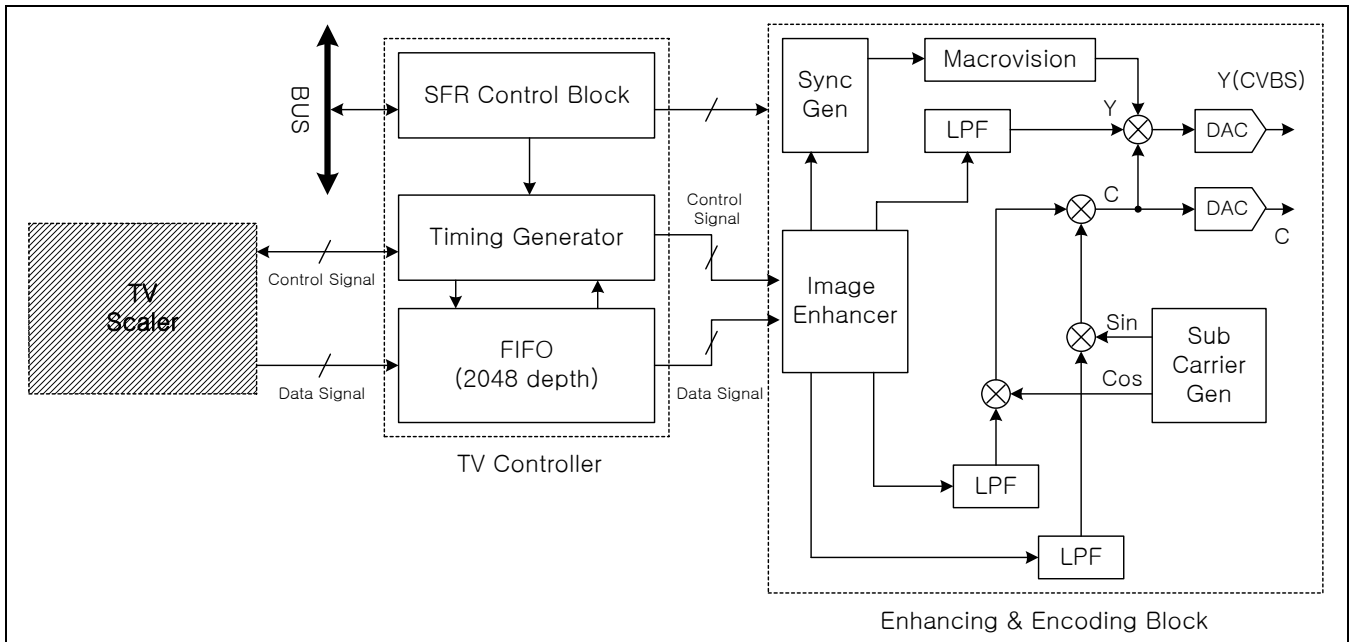 BUS
SFR Control Block
Timing Generator
FIFO
(2048 depth)
TV Controller
TV
Scaler
Control Signal
Data Signal
Control
Signal
Data Signal
Sync
Gen
Macrovision
LPF
Y
Y(CVBS)
DAC
C
DAC
C
Image
Enhancer
Sin
Cos
Sub
Carrier
Gen
LPF
LPF
Enhancing & Encoding Block